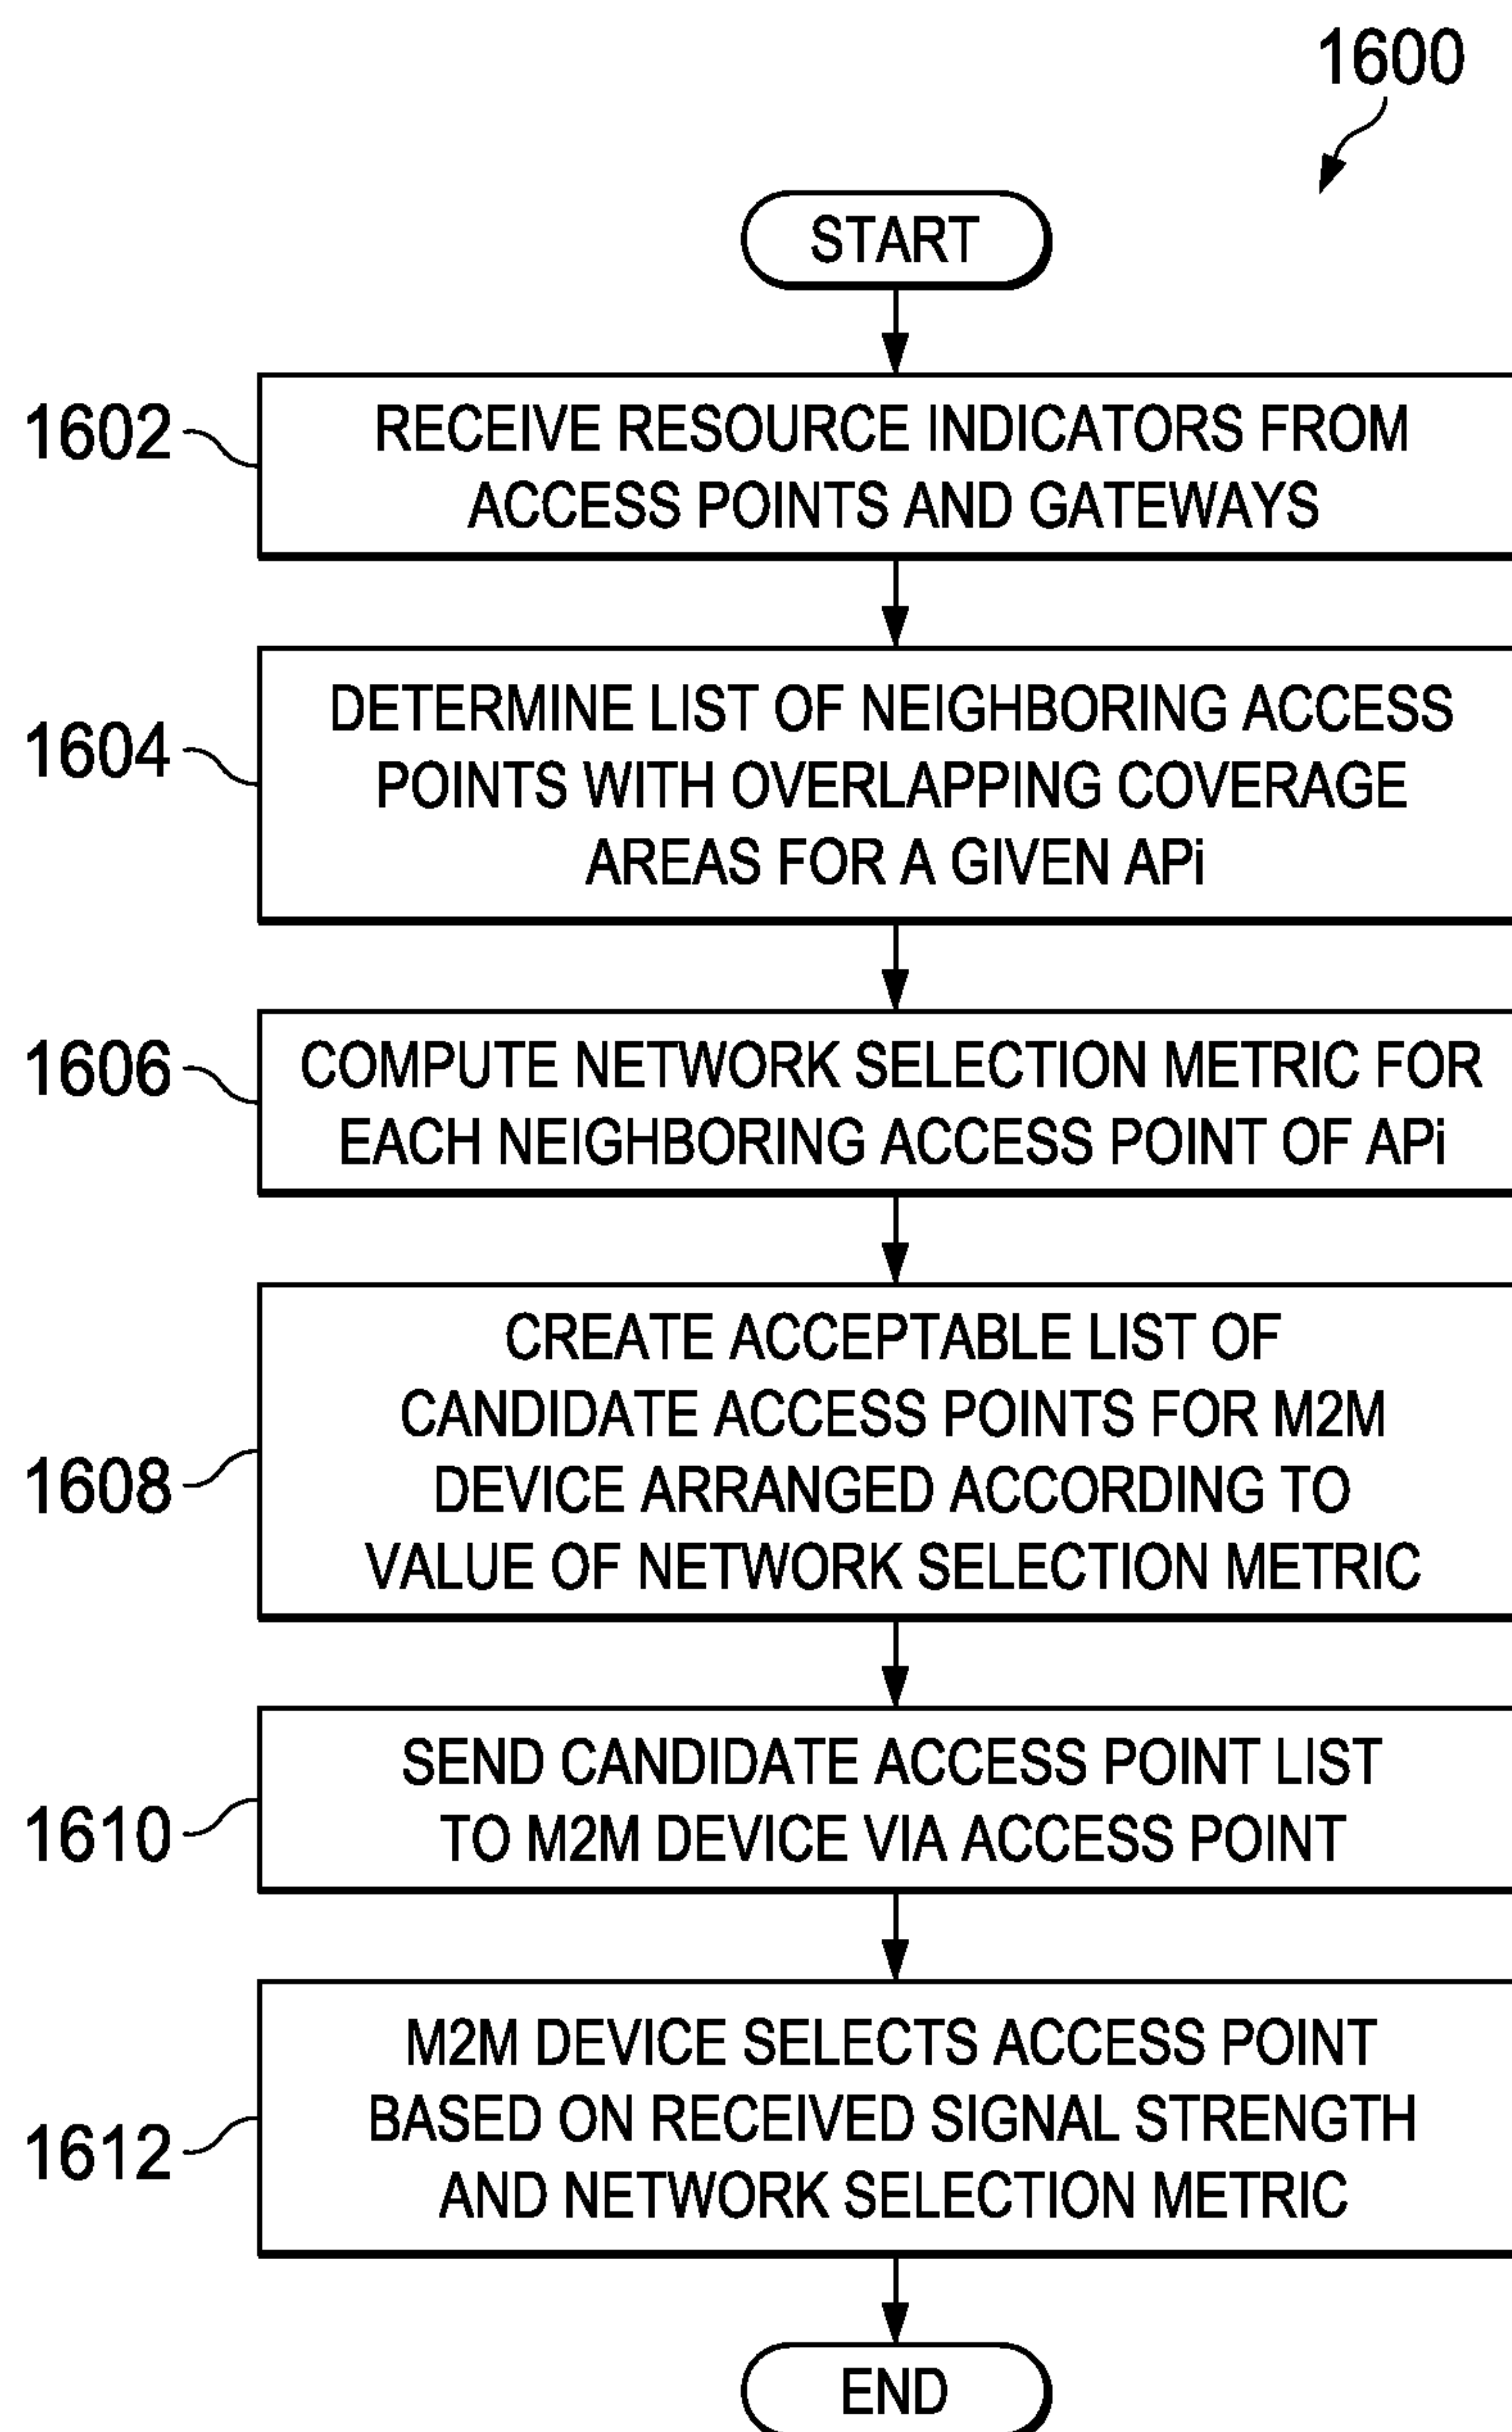 1600
START
1602
RECEIVE RESOURCE INDICATORS FROM
ACCESS POINTS AND GATEWAYS
1604
DETERMINE LIST OF NEIGHBORING ACCESS
POINTS WITH OVERLAPPING COVERAGE
AREAS FOR A GIVEN APi
1606
COMPUTE NETWORK SELECTION METRIC FOR
EACH NEIGHBORING ACCESS POINT OF APi
1608
CREATE ACCEPTABLE LIST OF
CANDIDATE ACCESS POINTS FOR M2M
DEVICE ARRANGED ACCORDING TO
VALUE OF NETWORK SELECTION METRIC
1610
SEND CANDIDATE ACCESS POINT LIST
TO M2M DEVICE VIA ACCESS POINT
1612
M2M DEVICE SELECTS ACCESS POINT
BASED ON RECEIVED SIGNAL STRENGTH
AND NETWORK SELECTION METRIC
END